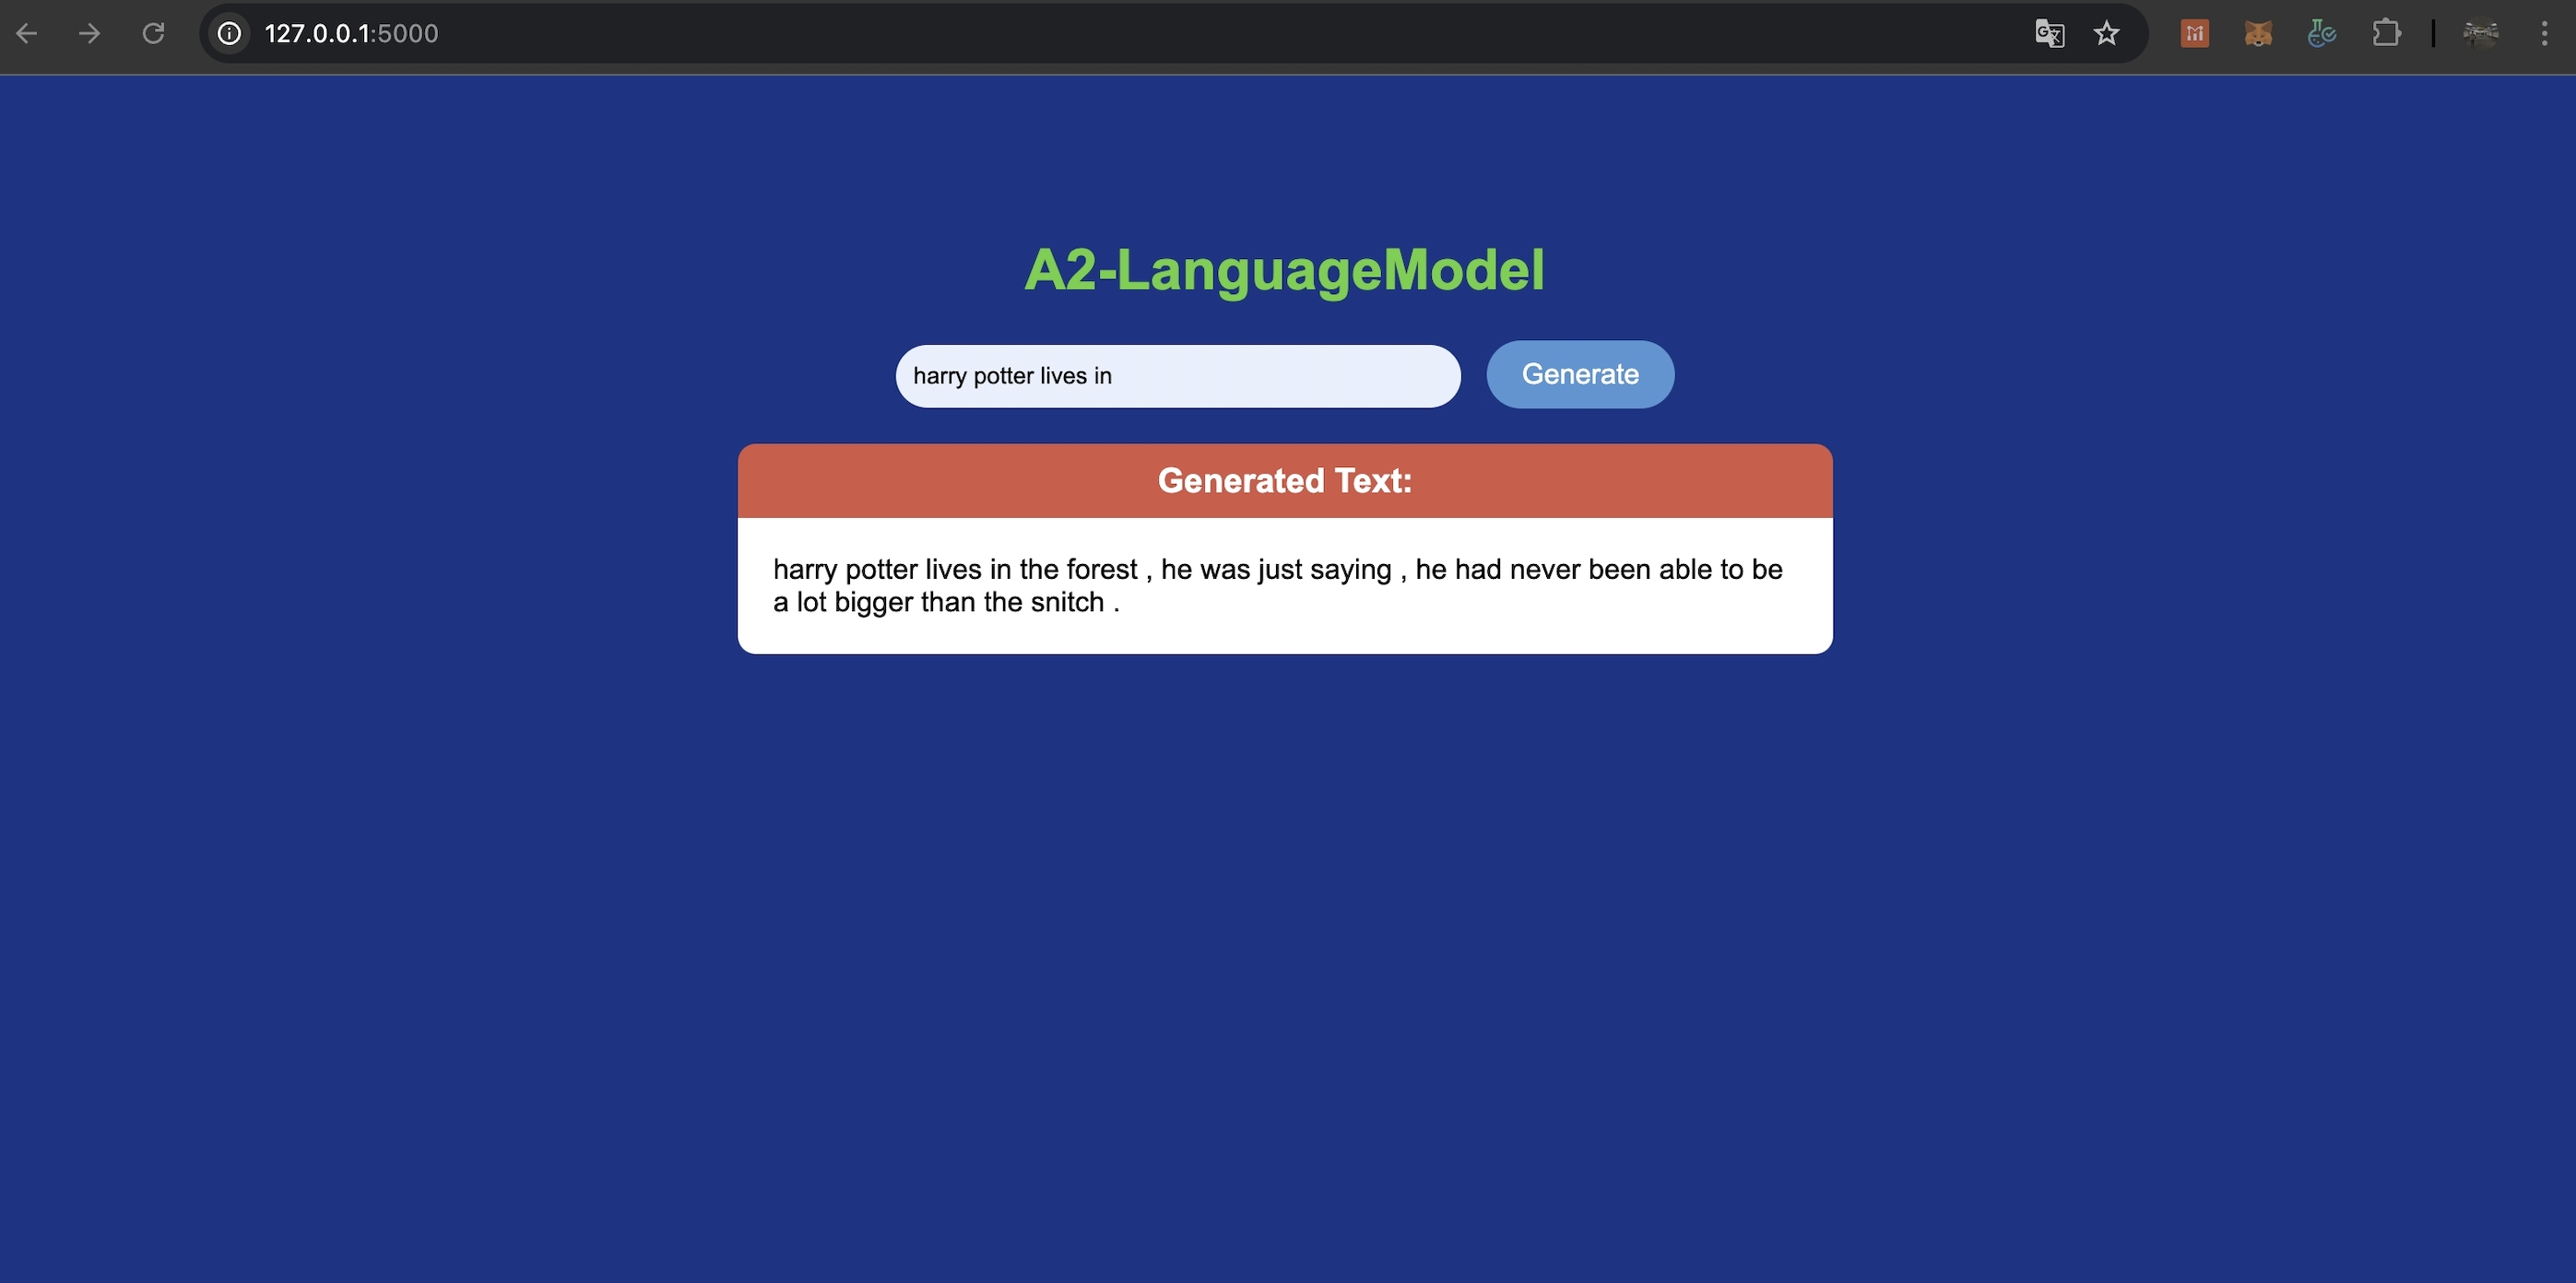 127.0.0.1:5000
A2-LanguageModel
harry potter lives in
Generate
Generated Text:
harry potter lives in the forest , he was just saying , he had never been able to be
a lot bigger than the snitch .